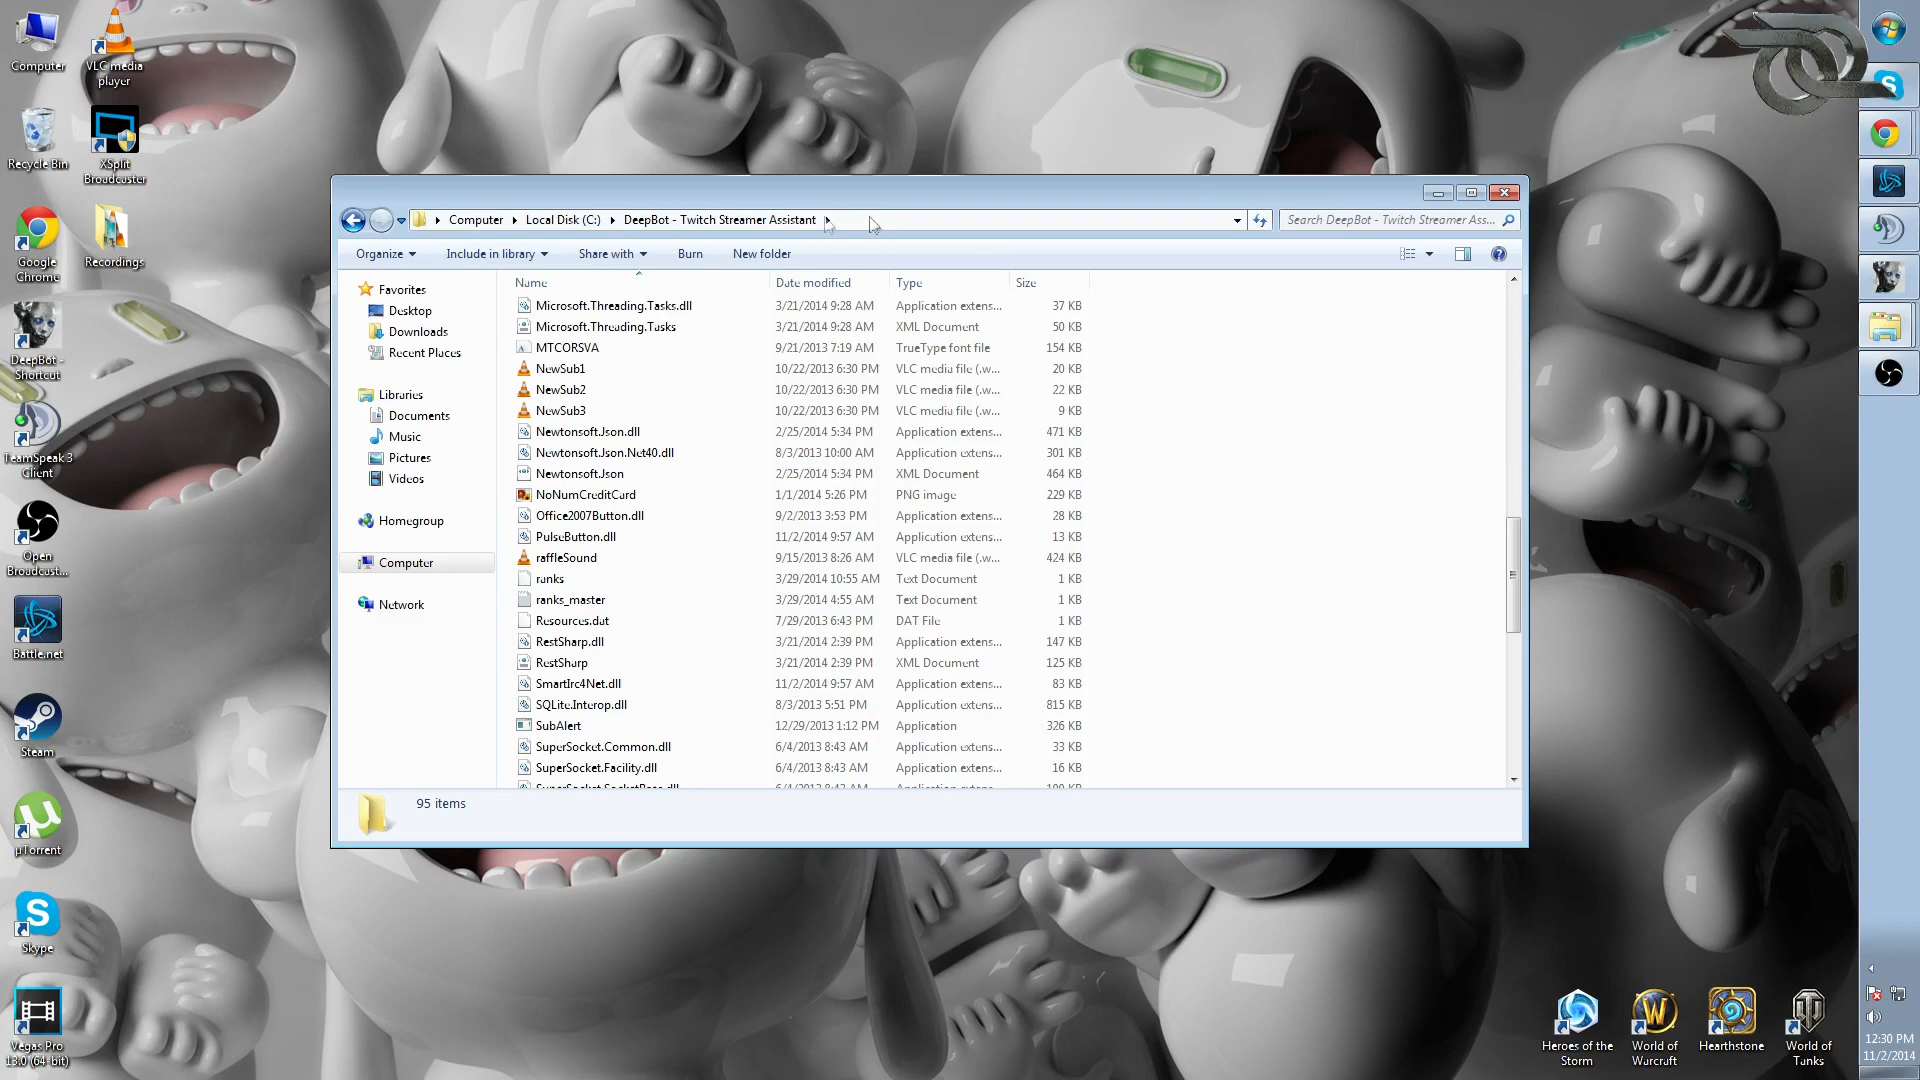 Computer
VLC media
player
Recycle Bin
XSplit
Broadcaster
Google
Chrome
Recordings
DeepBot -
Shortcut
TeamSpeak 3
Client
Open
Broadcast...
Battle.net
Steam
µTorrent
Skype
Vegas Pro
13.0 (64-bit)
Computer
Local Disk (C:)
DeepBot - Twitch Streamer Assistant
Search DeepBot - Twitch Streamer Ass...
Organize
Include in library
Share with
Burn
New folder
Favorites
Desktop
Downloads
Recent Places
Libraries
Documents
Music
Pictures
Videos
Homegroup
Computer
Network
Name Date modified Type Size
Microsoft.Threading.Tasks.dll 3/21/2014 9:28 AM Application extens... 37 KB
Microsoft.Threading.Tasks 3/21/2014 9:28 AM XML Document 50 KB
MTCORSVA 9/21/2013 7:19 AM TrueType font file 154 KB
NewSub1 10/22/2013 6:30 PM VLC media file (.w... 20 KB
NewSub2 10/22/2013 6:30 PM VLC media file (.w... 22 KB
NewSub3 10/22/2013 6:30 PM VLC media file (.w... 9 KB
Newtonsoft.Json.dll 2/25/2014 5:34 PM Application extens... 471 KB
Newtonsoft.Json.Net40.dll 8/3/2013 10:00 AM Application extens... 301 KB
Newtonsoft.Json 2/25/2014 5:34 PM XML Document 464 KB
NoNumCreditCard 1/1/2014 5:26 PM PNG image 229 KB
Office2007Button.dll 9/2/2013 3:53 PM Application extens... 28 KB
PulseButton.dll 11/2/2014 9:57 AM Application extens... 13 KB
raffleSound 9/15/2013 8:26 AM VLC media file (.w... 424 KB
ranks 3/29/2014 10:55 AM Text Document 1 KB
ranks_master 3/29/2014 4:55 AM Text Document 1 KB
Resources.dat 7/29/2013 6:43 PM DAT File 1 KB
RestSharp.dll 3/21/2014 2:39 PM Application extens... 147 KB
RestSharp 3/21/2014 2:39 PM XML Document 125 KB
SmartIrc4Net.dll 11/2/2014 9:57 AM Application extens... 83 KB
SQLite.Interop.dll 8/3/2013 5:51 PM Application extens... 815 KB
SubAlert 12/29/2013 1:12 PM Application 326 KB
SuperSocket.Common.dll 6/4/2013 8:43 AM Application extens... 33 KB
SuperSocket.Facility.dll 6/4/2013 8:43 AM Application extens... 16 KB
95 items
Heroes of the
Storm
World of
Warcraft
Hearthstone
World of
Tanks
12:30 PM
11/2/2014